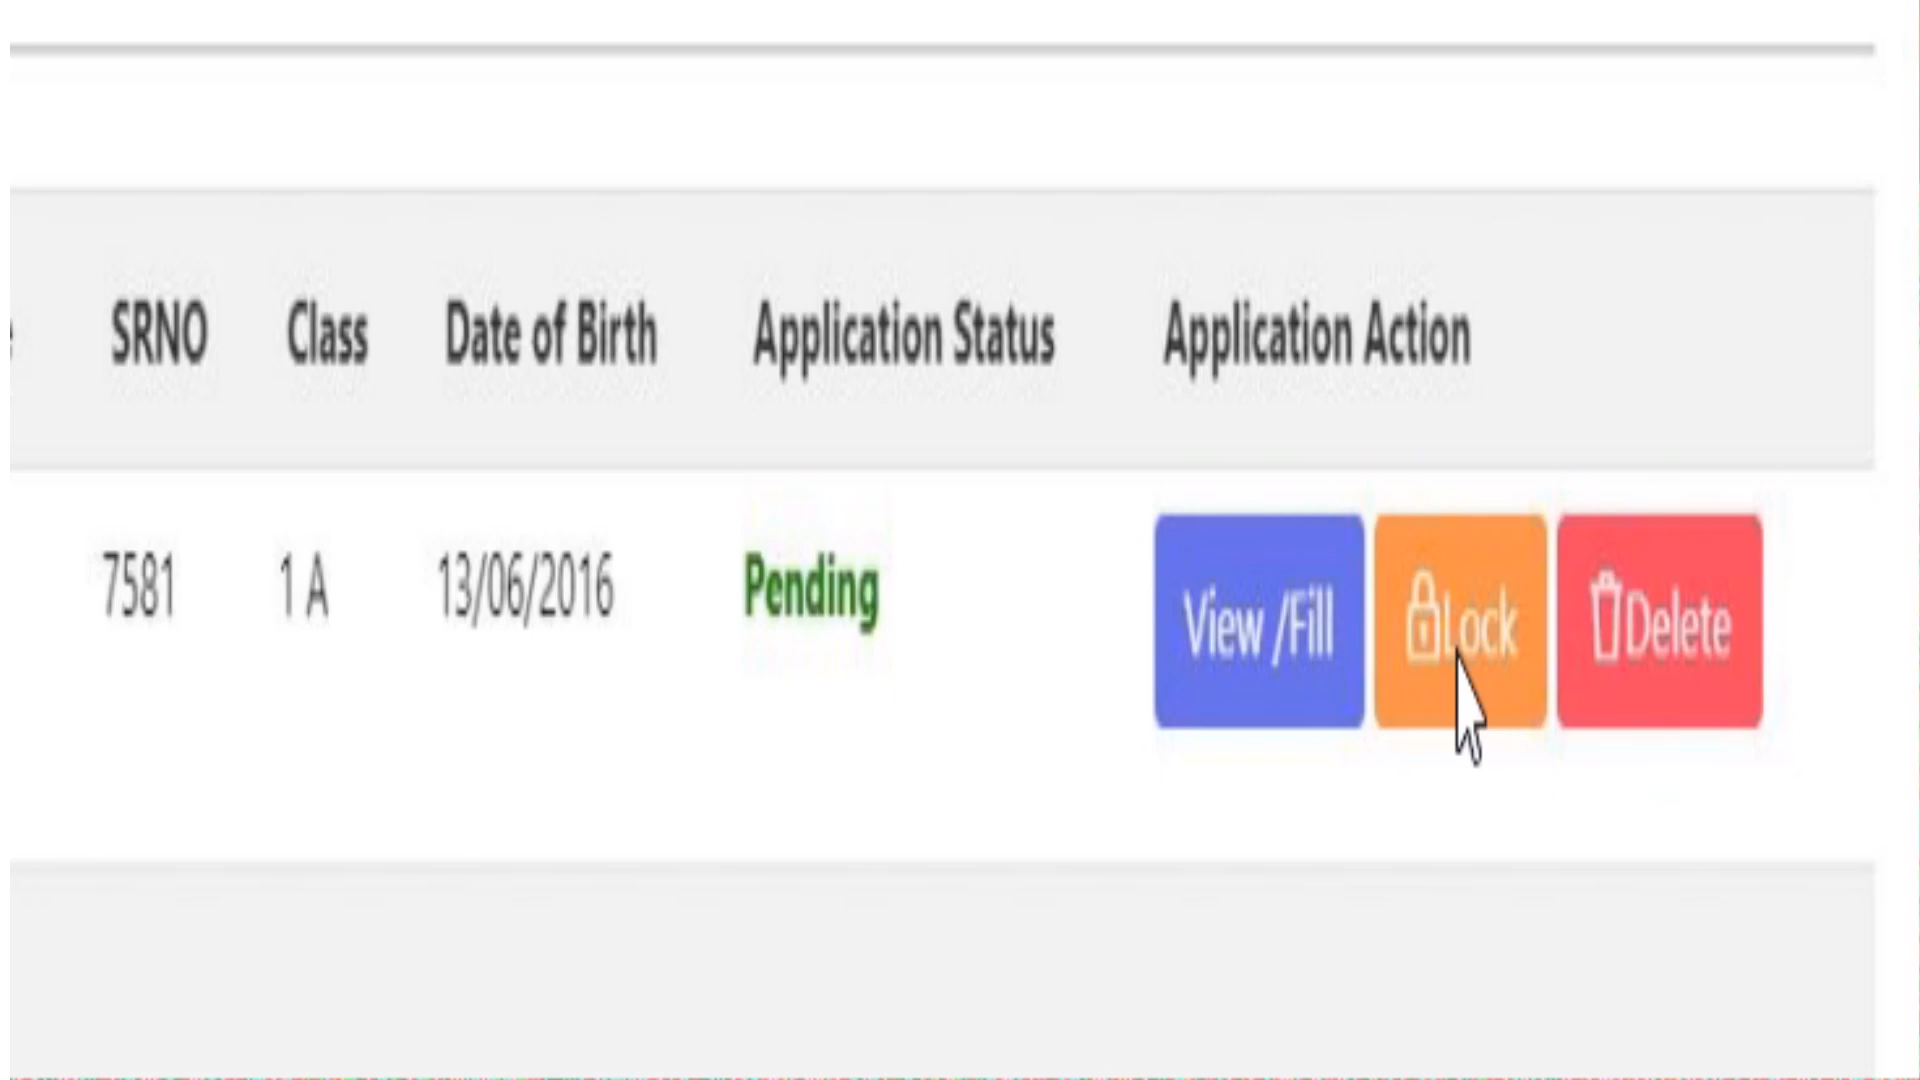 SRNO Class Date of Birth Application Status Application Action
7581 1 A 13/06/2016 Pending View /Fill Lock Delete